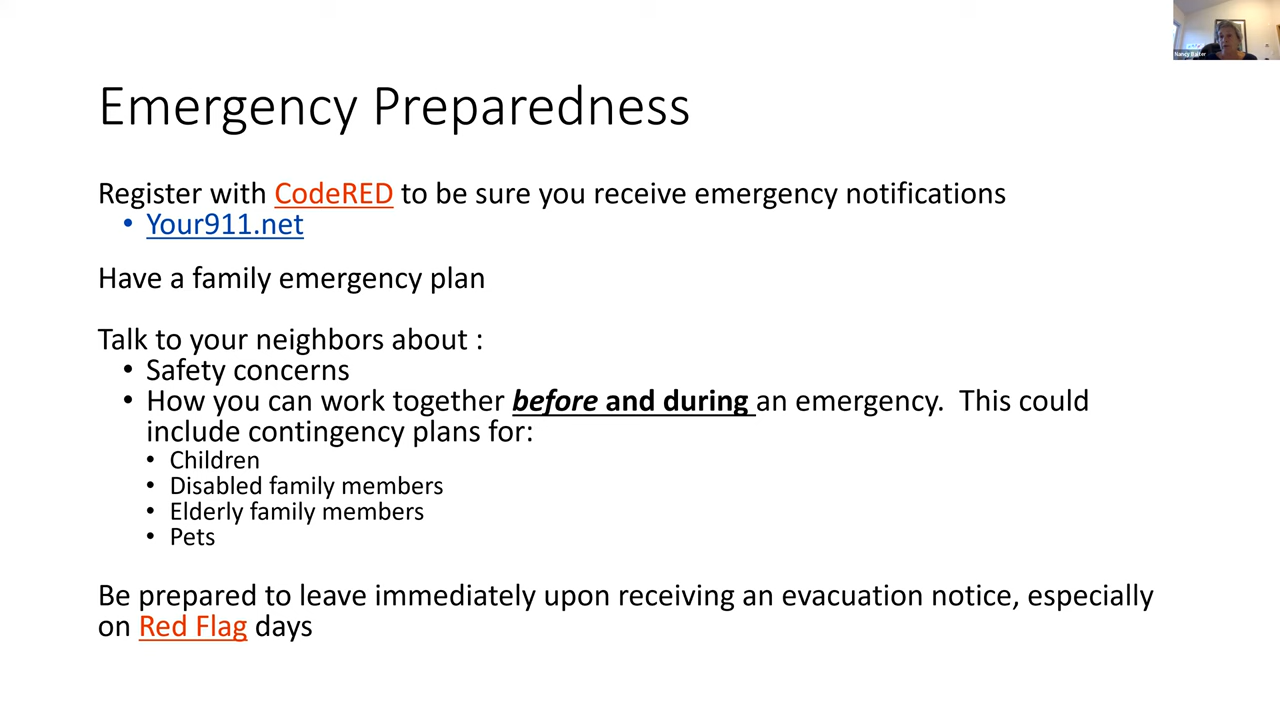 Nancy Balter
Emergency Preparedness
Register with CodeRED to be sure you receive emergency notifications
• Your911.net
Have a family emergency plan
Talk to your neighbors about :
• Safety concerns
• How you can work together before and during an emergency.  This could
include contingency plans for:
• Children
• Disabled family members
• Elderly family members
• Pets
Be prepared to leave immediately upon receiving an evacuation notice, especially
on Red Flag days